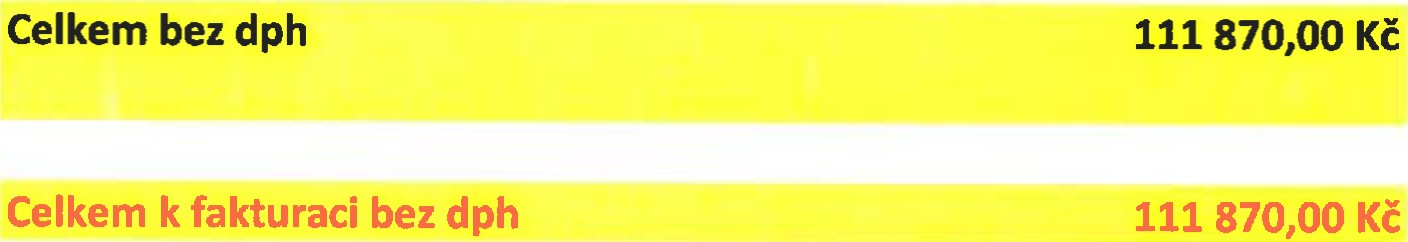 Celkem bez dph 111 870,00 Kč
Celkem k fakturaci bez dph 111 870,00 Kč